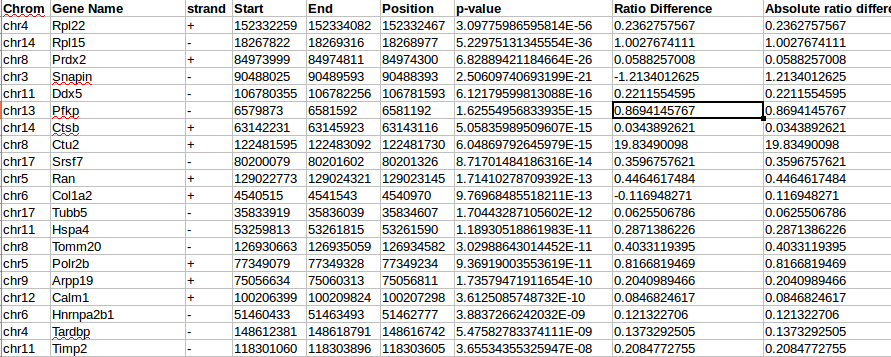 Chrom Gene Name strand Start End Position p-value Ratio Difference Absolute ratio differe
chr4 Rpl22 + 152332259 152334082 152332467 3.09775986595814E-56 0.2362757567 0.2362757567
chr14 Rpl15 - 18267822 18269316 18268977 5.22975131345554E-36 1.0027674111 1.0027674111
chr8 Prdx2 + 84973999 84974811 84974300 6.82889421184664E-26 0.0588275008 0.0588275008
chr3 Snapin - 90488025 90489593 90488393 2.50609740693199E-21 -1.2134012625 1.2134012625
chr11 Ddx5 - 106780355 106782256 106781593 6.12179599813088E-16 0.2211554595 0.2211554595
chr13 Pfkp - 6579873 6581592 6581192 1.62554956833935E-15 0.8694145767 0.8694145767
chr14 Ctsb + 63142231 63145923 63143116 5.05835989509607E-15 0.0343892621 0.0343892621
chr8 Ctu2 + 122481595 122483092 122481730 6.04869792645979E-15 19.83490098 19.83490098
chr17 Srsf7 - 80200079 80201602 80201326 8.71701484186316E-14 0.3596756621 0.3596756621
chr5 Ran + 129022773 129024321 129023145 1.71410278709392E-13 0.4464617484 0.4464617484
chr6 Col1a2 + 4540515 4541543 4540970 9.76968485518211E-13 -0.116948271 0.116948271
chr17 Tubb5 - 35833919 35836039 35834607 1.70443287105602E-12 0.0625506786 0.0625506786
chr11 Hspa4 - 53259813 53261815 53261590 1.18930518861983E-11 0.2871386226 0.2871386226
chr8 Tomm20 - 126930663 126935059 126934582 3.02988643014452E-11 0.4033119395 0.4033119395
chr5 Polr2b + 77349079 77349328 77349234 9.36919003553619E-11 0.8166819469 0.8166819469
chr9 Arpp19 + 75056634 75060313 75056811 1.73579471911654E-10 0.2040989466 0.2040989466
chr12 Calm1 + 100206399 100209824 100207298 3.6125085748732E-10 0.0846824617 0.0846824617
chr6 Hnrnpa2b1 - 51460433 51463493 51462777 3.8837266242032E-09 0.121322706 0.121322706
chr4 Tardbp - 148612381 148618791 148616742 5.47582783374111E-09 0.1373292505 0.1373292505
chr11 Timp2 - 118301060 118303896 118303605 3.65534355325947E-08 0.2084772755 0.2084772755